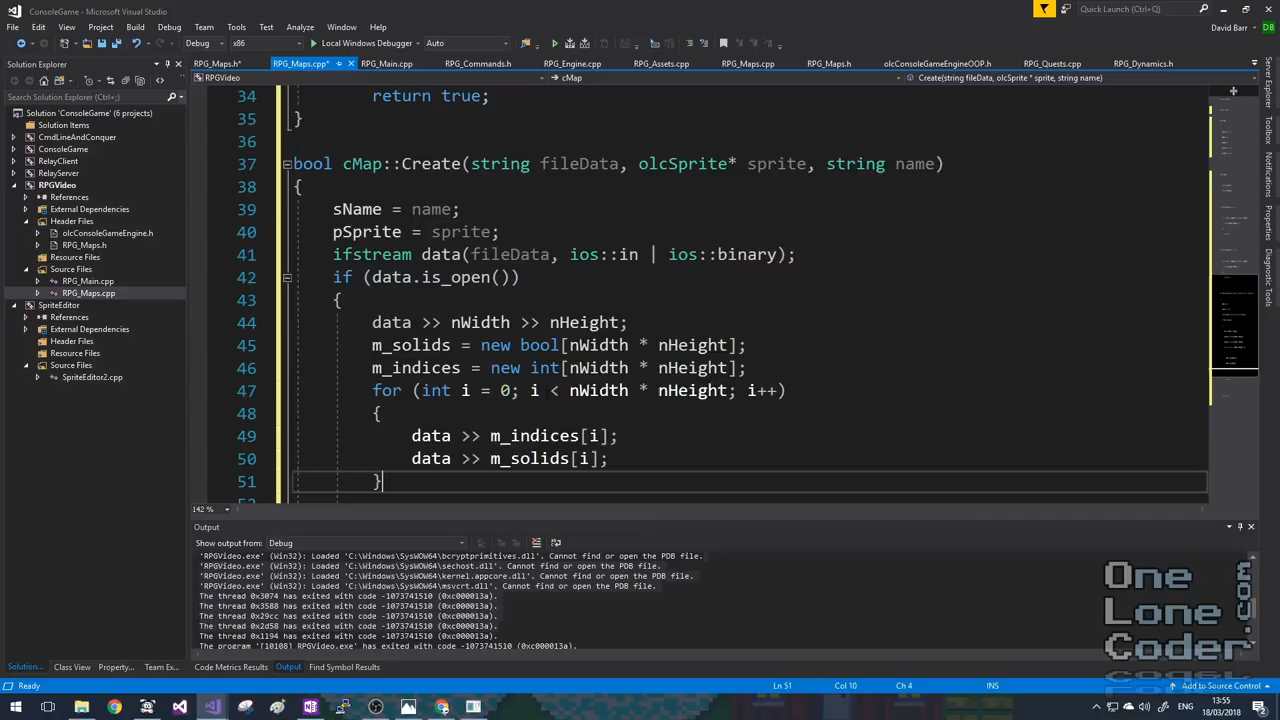 ConsoleGame - Microsoft Visual Studio
Quick Launch (Ctrl+Q)
File Edit View Project Build Debug Team Tools Test Analyze Window Help
David Barr DB
Debug x86 Local Windows Debugger Auto
Solution Explorer
RPG_Maps.h* RPG_Maps.cpp* RPG_Main.cpp RPG_Commands.h RPG_Engine.cpp RPG_Assets.cpp RPG_Maps.cpp RPG_Maps.h olcConsoleGameEngineOOP.h RPG_Quests.cpp RPG_Dynamics.h
RPGVideo cMap Create(string fileData, olcSprite * sprite, string name)
Search Solution Explorer (Ctrl+;)
Solution 'ConsoleGame' (6 projects)
Solution Items
CmdLineAndConquer
ConsoleGame
RelayClient
RelayServer
RPGVideo
References
External Dependencies
Header Files
olcConsoleGameEngine.h
RPG_Maps.h
Resource Files
Source Files
RPG_Main.cpp
RPG_Maps.cpp
SpriteEditor
References
External Dependencies
Header Files
Resource Files
Source Files
SpriteEditor2.cpp
34 return true;
35 }
36
37 bool cMap::Create(string fileData, olcSprite* sprite, string name)
38 {
39 sName = name;
40 pSprite = sprite;
41 ifstream data(fileData, ios::in | ios::binary);
42 if (data.is_open())
43 {
44 data >> nWidth >> nHeight;
45 m_solids = new bool[nWidth * nHeight];
46 m_indices = new int[nWidth * nHeight];
47 for (int i = 0; i < nWidth * nHeight; i++)
48 {
49 data >> m_indices[i];
50 data >> m_solids[i];
51 }
142 %
Server Explorer
Toolbox
Properties
Diagnostic Tools
Output
Show output from: Debug
'RPGVideo.exe' (Win32): Loaded 'C:\Windows\SysWOW64\bcryptprimitives.dll'. Cannot find or open the PDB file.
'RPGVideo.exe' (Win32): Loaded 'C:\Windows\SysWOW64\sechost.dll'. Cannot find or open the PDB file.
'RPGVideo.exe' (Win32): Loaded 'C:\Windows\SysWOW64\kernel.appcore.dll'. Cannot find or open the PDB file.
'RPGVideo.exe' (Win32): Loaded 'C:\Windows\SysWOW64\msvcrt.dll'. Cannot find or open the PDB file.
The thread 0x3074 has exited with code -1073741510 (0xc000013a).
The thread 0x3588 has exited with code -1073741510 (0xc000013a).
The thread 0x29cc has exited with code -1073741510 (0xc000013a).
The thread 0x2d58 has exited with code -1073741510 (0xc000013a).
The thread 0x1194 has exited with code -1073741510 (0xc000013a).
The program '[10108] RPGVideo.exe' has exited with code -1073741510 (0xc000013a).
One
Lone
Coder
.com
Solution... Class View Property... Team Ex... Code Metrics Results Output Find Symbol Results
Ready Ln 51 Col 10 Ch 4 INS Add to Source Control
ENG 13:55
18/03/2018